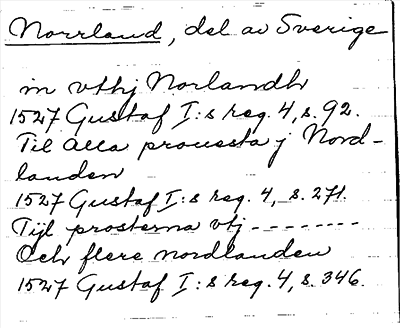 Norrland, del av Sverige
in vthj Norlandh
1527 Gustaf I:s reg. 4, s. 92.
Til Alla prouesta j Nord-
landen
1527 Gustaf I:s reg. 4, s. 271.
Tijl prosterna vtj --------
Och flere nordlanden
1527 Gustaf I:s reg. 4, s. 346.